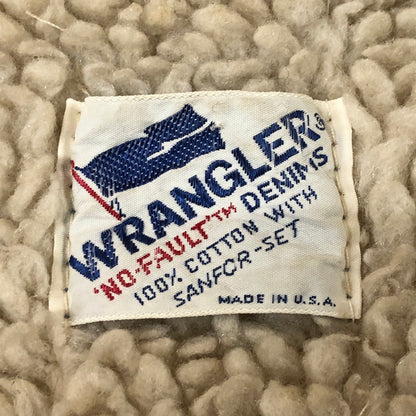 WRANGLER®
'NO-FAULT'™ DENIMS
100% COTTON WITH
SANFOR-SET
MADE IN U.S.A.